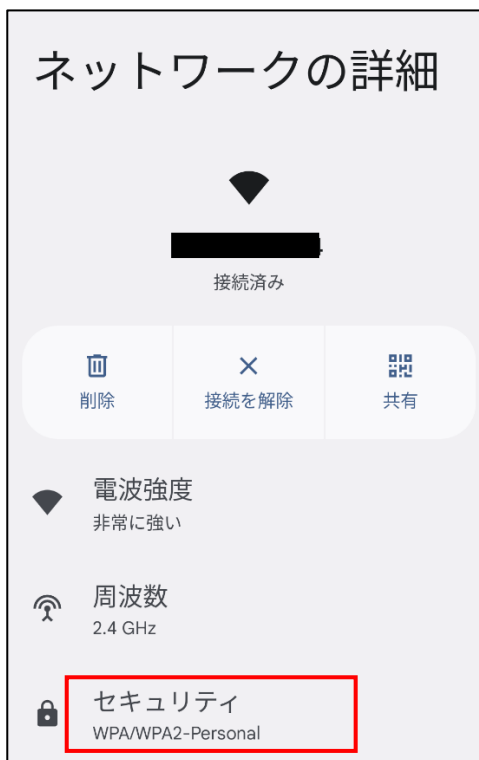 ネットワークの詳細
接続済み
削除
接続を解除
共有
電波強度
非常に強い
周波数
2.4 GHz
セキュリティ
WPA/WPA2-Personal